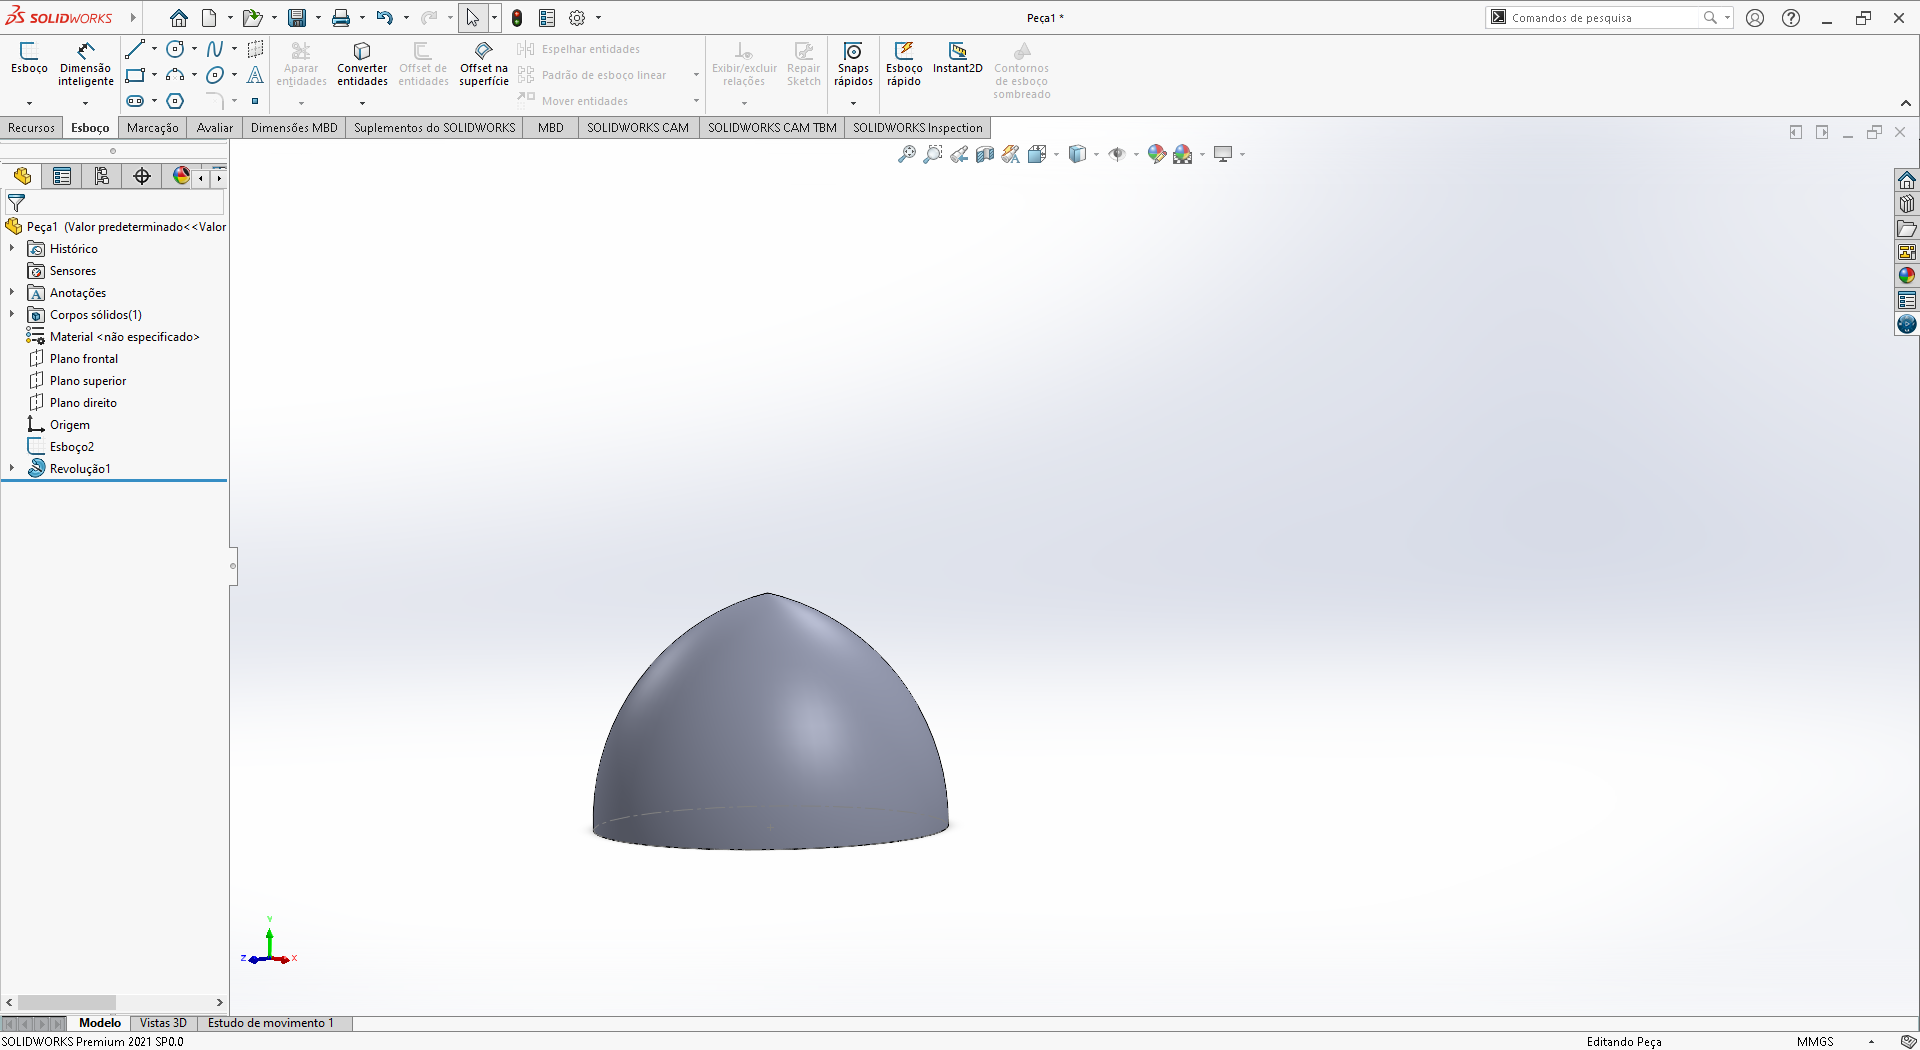 SOLIDWORKS
Peça1 *
Comandos de pesquisa
Esboço
Dimensão inteligente
Aparar entidades
Converter entidades
Offset de entidades
Offset na superfície
Espelhar entidades
Padrão de esboço linear
Mover entidades
Exibir/excluir relações
Repair Sketch
Snaps rápidos
Esboço rápido
Instant2D
Contornos de esboço sombreado
Recursos
Esboço
Marcação
Avaliar
Dimensões MBD
Suplementos do SOLIDWORKS
MBD
SOLIDWORKS CAM
SOLIDWORKS CAM TBM
SOLIDWORKS Inspection
Peça1 (Valor predeterminado<<Valor
Histórico
Sensores
Anotações
Corpos sólidos(1)
Material <não especificado>
Plano frontal
Plano superior
Plano direito
Origem
Esboço2
Revolução1
Y
Z
X
Modelo
Vistas 3D
Estudo de movimento 1
SOLIDWORKS Premium 2021 SP0.0
Editando Peça
MMGS